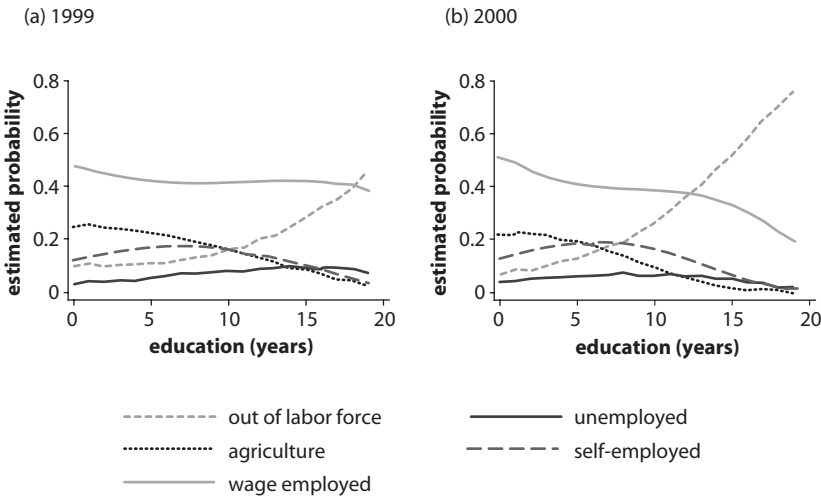 (a) 1999
(b) 2000
estimated probability
0.8
0.6
0.4
0.2
0
0 5 10 15 20
education (years)
estimated probability
0.8
0.6
0.4
0.2
0
0 5 10 15 20
education (years)
out of labor force
agriculture
wage employed
unemployed
self-employed